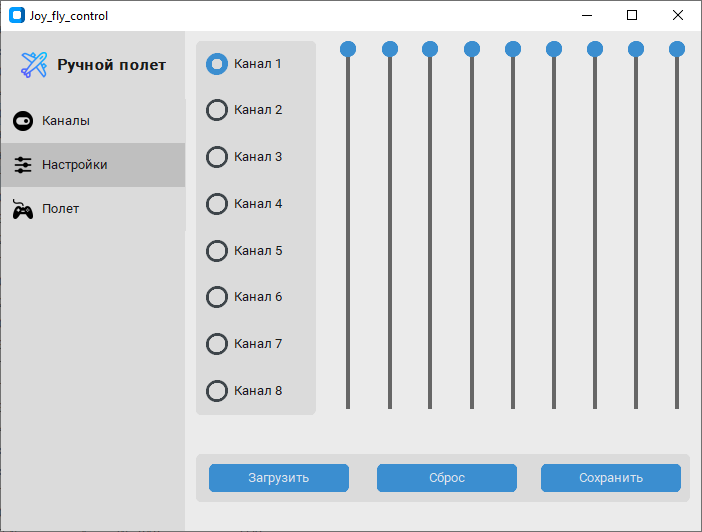 Joy_fly_control
Ручной полет
Каналы
Настройки
Полет
Канал 1
Канал 2
Канал 3
Канал 4
Канал 5
Канал 6
Канал 7
Канал 8
Загрузить
Сброс
Сохранить